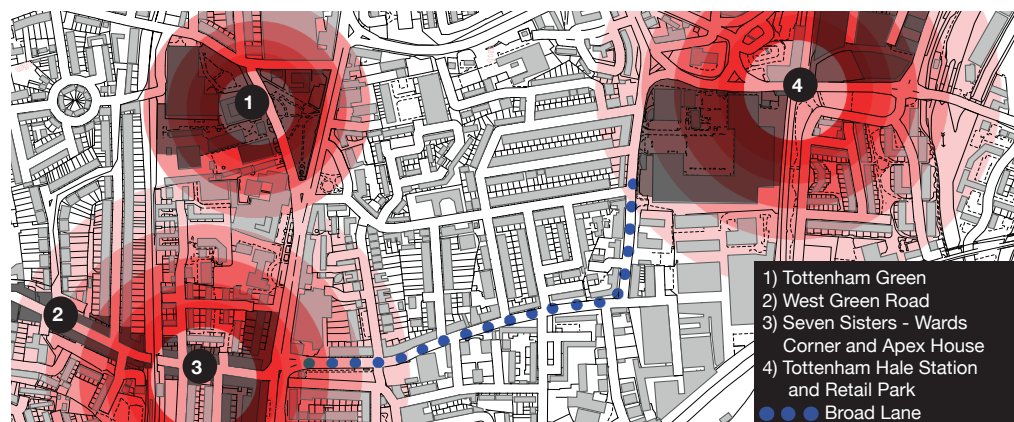 1
2
3
4
1) Tottenham Green
2) West Green Road
3) Seven Sisters - Wards
Corner and Apex House
4) Tottenham Hale Station
and Retail Park
Broad Lane